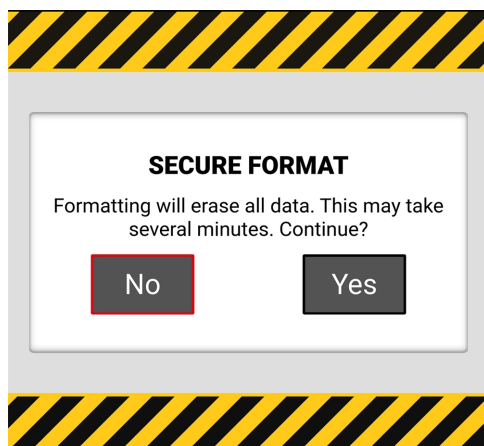 SECURE FORMAT
Formatting will erase all data. This may take
several minutes. Continue?
No Yes